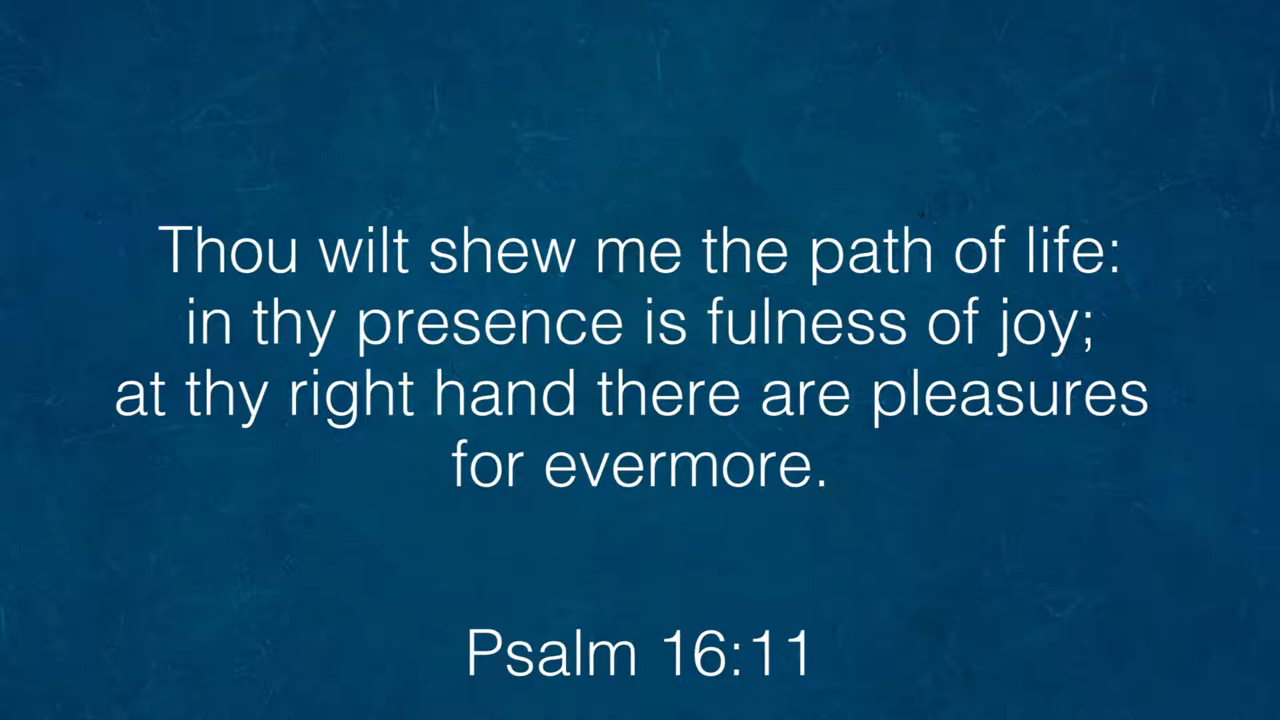 Thou wilt shew me the path of life:
in thy presence is fulness of joy;
at thy right hand there are pleasures
for evermore.
Psalm 16:11